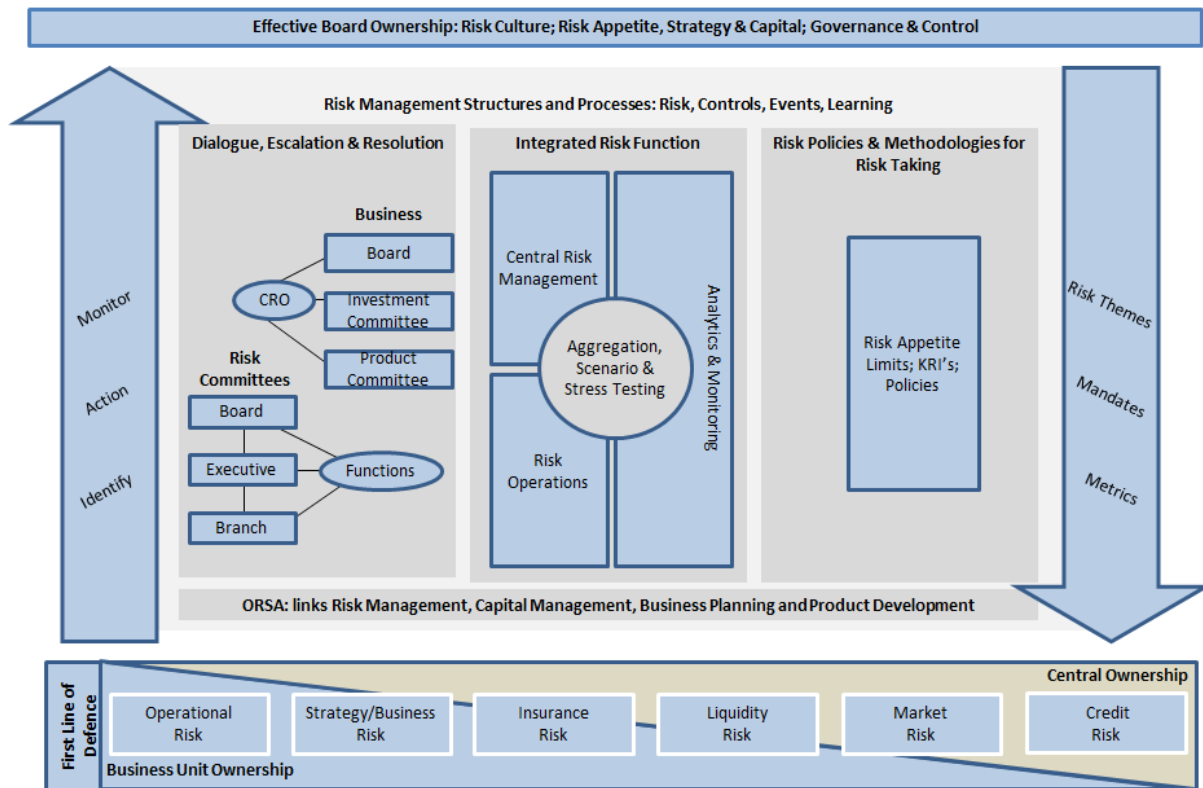 Effective Board Ownership: Risk Culture; Risk Appetite, Strategy & Capital; Governance & Control
Risk Management Structures and Processes: Risk, Controls, Events, Learning
Monitor
Action
Identify
Dialogue, Escalation & Resolution
Business
Board
CRO
Investment
Committee
Product
Committee
Risk
Committees
Board
Executive
Functions
Branch
Integrated Risk Function
Central Risk
Management
Analytics & Monitoring
Aggregation,
Scenario &
Stress Testing
Risk
Operations
Risk Policies & Methodologies for
Risk Taking
Risk Appetite
Limits; KRI's;
Policies
Risk Themes
Mandates
Metrics
ORSA: links Risk Management, Capital Management, Business Planning and Product Development
First Line of
Defence
Central Ownership
Operational
Risk
Strategy/Business
Risk
Insurance
Risk
Liquidity
Risk
Market
Risk
Credit
Risk
Business Unit Ownership